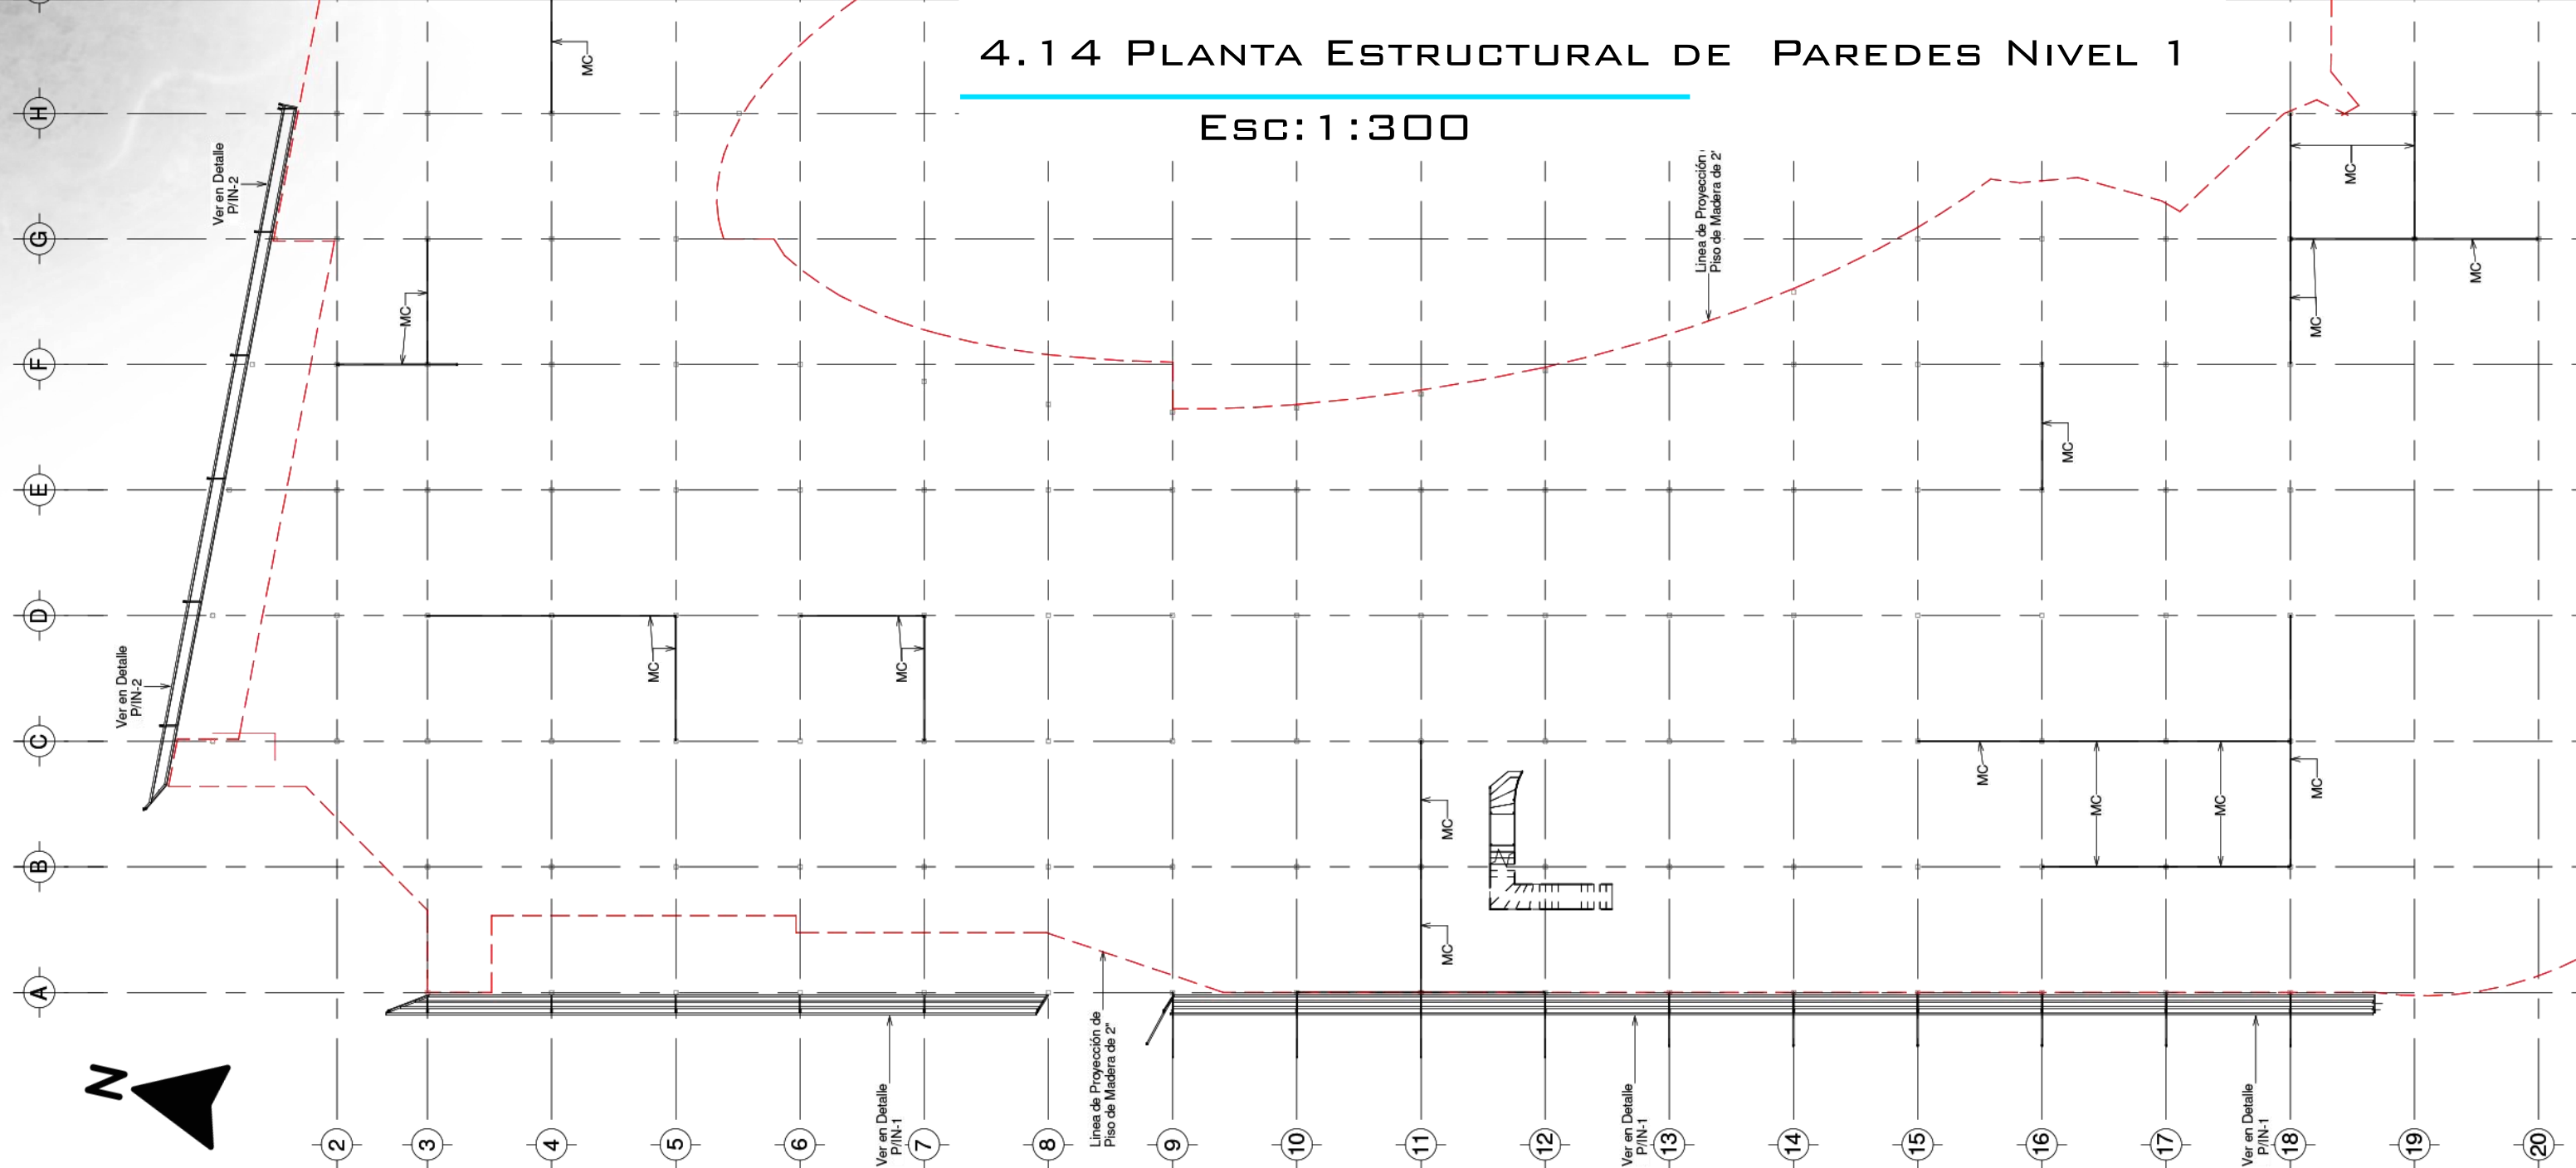 4.14 PLANTA ESTRUCTURAL DE PAREDES NIVEL 1
ESC:1:300
MC
H
Ver en Detalle
P/IN-2
Linea de Proyección
Piso de Madera de 2'
MC
G
MC
MC
MC
F
MC
E
D
Ver en Detalle
P/IN-2
MC
MC
C
MC
MC
MC
MC
MC
B
MC
A
Linea de Proyección de
Piso de Madera de 2"
N
Ver en Detalle
P/IN-1
Ver en Detalle
P/IN-1
Ver en Detalle
P/IN-1
2
3
4
5
6
7
8
9
10
11
12
13
14
15
16
17
18
19
20